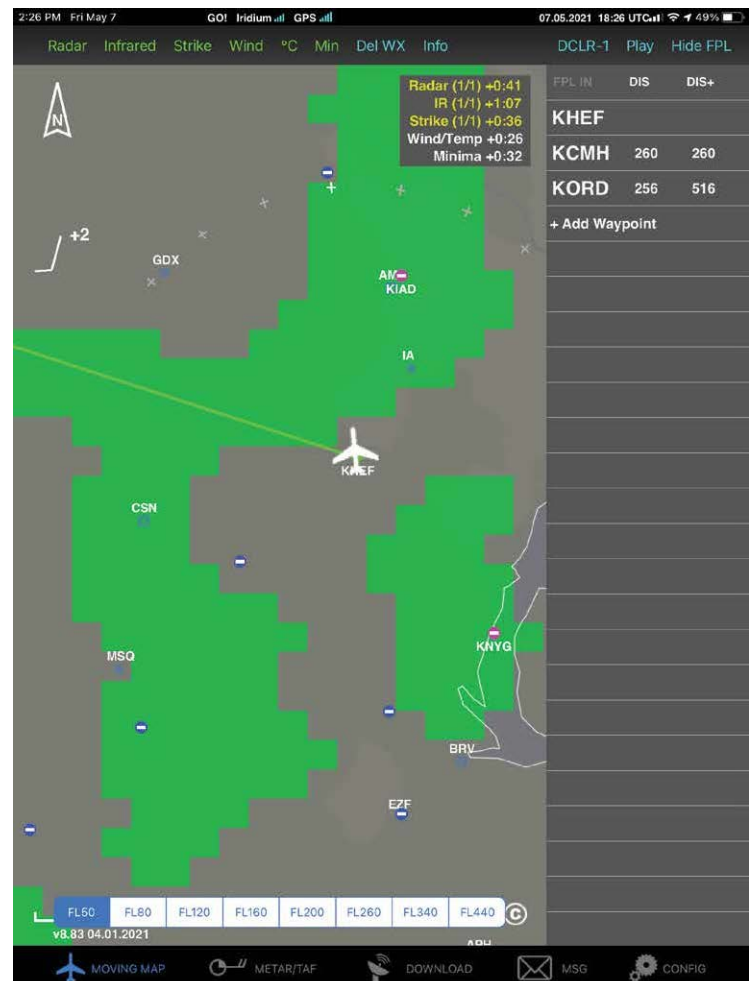 2:26 PM Fri May 7 GO! Iridium GPS 07.05.2021 18:26 UTC 49%
Radar Infrared Strike Wind °C Min Del WX Info DCLR-1 Play Hide FPL
Radar (1/1) +0:41
IR (1/1) +1:07
Strike (1/1) +0:36
Wind/Temp +0:26
Minima +0:32
FPL IN DIS DIS+
KHEF
KCMH 260 260
KORD 256 516
+ Add Waypoint
N
+2
GDX
AM
KIAD
IA
KHEF
CSN
KNYG
MSQ
BRV
EZF
FL50 FL80 FL120 FL160 FL200 FL260 FL340 FL440 ©
v8.83 04.01.2021
MOVING MAP METAR/TAF DOWNLOAD MSG CONFIG